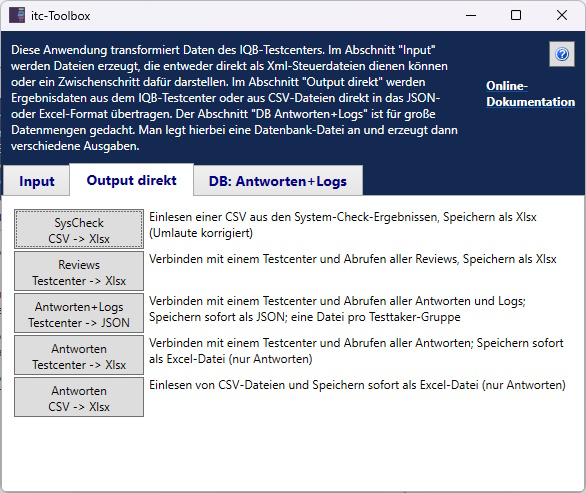 itc-Toolbox
Diese Anwendung transformiert Daten des IQB-Testcenters. Im Abschnitt "Input"
werden Dateien erzeugt, die entweder direkt als Xml-Steuerdateien dienen können
oder ein Zwischenschritt dafür darstellen. Im Abschnitt "Output direkt" werden
Ergebnisdaten aus dem IQB-Testcenter oder aus CSV-Dateien direkt in das JSON-
oder Excel-Format übertragen. Der Abschnitt "DB Antworten+Logs" ist für große
Datenmengen gedacht. Man legt hierbei eine Datenbank-Datei an und erzeugt dann
verschiedene Ausgaben.
Online-
Dokumentation
Input
Output direkt
DB: Antworten+Logs
SysCheck
CSV -> Xlsx
Einlesen einer CSV aus den System-Check-Ergebnissen, Speichern als Xlsx
(Umlaute korrigiert)
Reviews
Testcenter -> Xlsx
Verbinden mit einem Testcenter und Abrufen aller Reviews, Speichern als Xlsx
Antworten+Logs
Testcenter -> JSON
Verbinden mit einem Testcenter und Abrufen aller Antworten und Logs;
Speichern sofort als JSON; eine Datei pro Testtaker-Gruppe
Antworten
Testcenter -> Xlsx
Verbinden mit einem Testcenter und Abrufen aller Antworten; Speichern sofort
als Excel-Datei (nur Antworten)
Antworten
CSV -> Xlsx
Einlesen von CSV-Dateien und Speichern sofort als Excel-Datei (nur Antworten)